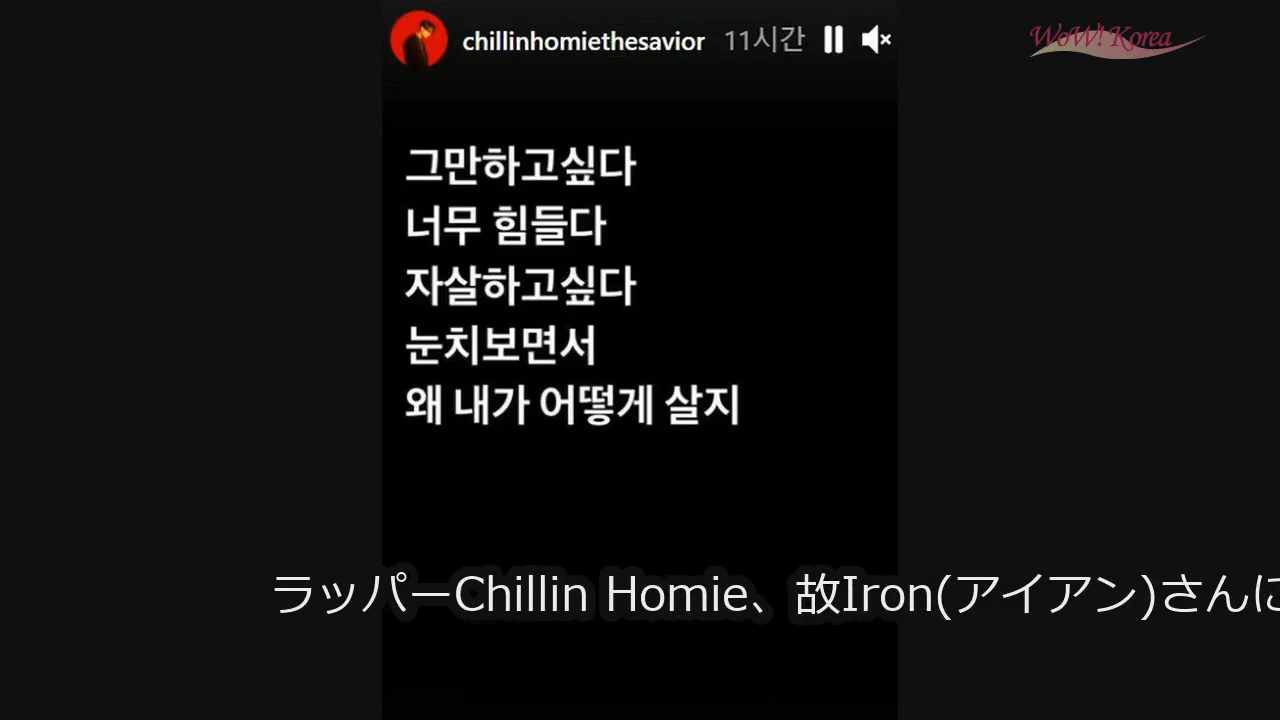 chillinhomiethesavior 11시간
WoW! Korea
그만하고싶다
너무 힘들다
자살하고싶다
눈치보면서
왜 내가 어떻게 살지
ラッパーChillin Homie、故Iron(アイアン)さんに